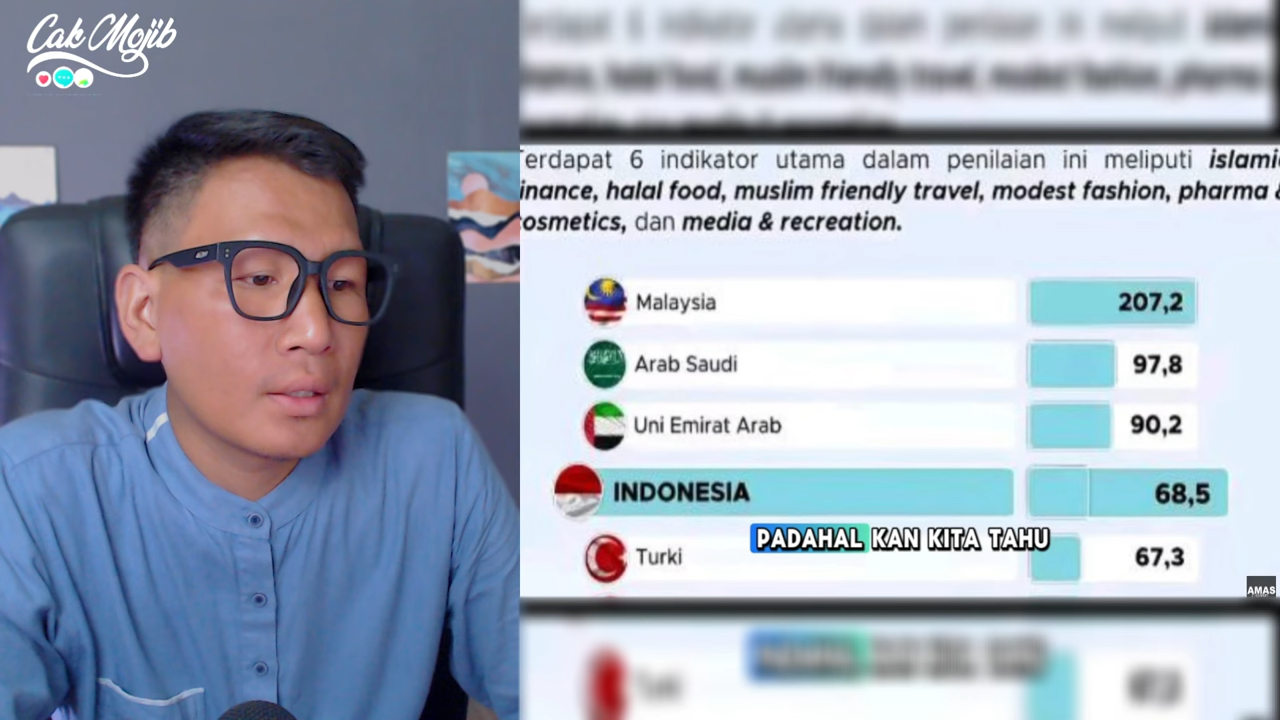 Cak Mojib
Terdapat 6 indikator utama dalam penilaian ini meliputi islamic
finance, halal food, muslim friendly travel, modest fashion, pharma &
cosmetics, dan media & recreation.
Malaysia 207,2
Arab Saudi 97,8
Uni Emirat Arab 90,2
INDONESIA 68,5
PADAHAL KAN KITA TAHU
Turki 67,3
AMAS